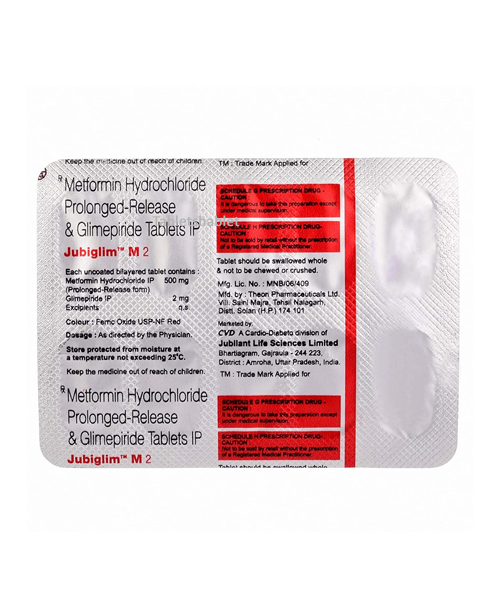 Keep the medicine out of reach of children
TM : Trade Mark Applied for
℞ Metformin Hydrochloride
Prolonged-Release
& Glimepiride Tablets IP
Jubiglim™ M 2
Each uncoated bilayered tablet contains :
Metformin Hydrochloride IP 500 mg
(Prolonged-Release form)
Glimepiride IP 2 mg
Excipients q.s
Colour : Ferric Oxide USP-NF Red
Dosage : As directed by the Physician.
Store protected from moisture at
a temperature not exceeding 25°C.
Keep the medicine out of reach of children.
SCHEDULE G PRESCRIPTION DRUG -
CAUTION :
It is dangerous to take this preparation except
under medical supervision.
SCHEDULE H PRESCRIPTION DRUG-
CAUTION :
Not to be sold by retail without the prescription
of a Registered Medical Practitioner.
Tablet should be swallowed whole
& not to be chewed or crushed.
Mfg. Lic. No. : MNB/06/409
Mfd. by : Theon Pharmaceuticals Ltd.
Vill. Saini Majra, Tehsil Nalagarh,
Distt. Solan (H.P.) 174 101
Marketed by:
CVD A Cardio-Diabeto division of
Jubilant Life Sciences Limited
Bhartiagram, Gajraula - 244 223,
District : Amroha, Uttar Pradesh, India.
TM : Trade Mark Applied for
℞ Metformin Hydrochloride
Prolonged-Release
& Glimepiride Tablets IP
Jubiglim™ M 2
SCHEDULE G PRESCRIPTION DRUG -
CAUTION :
It is dangerous to take this preparation except
under medical supervision.
SCHEDULE H PRESCRIPTION DRUG-
CAUTION :
Not to be sold by retail without the prescription
of a Registered Medical Practitioner.
Tablet should be swallowed whole